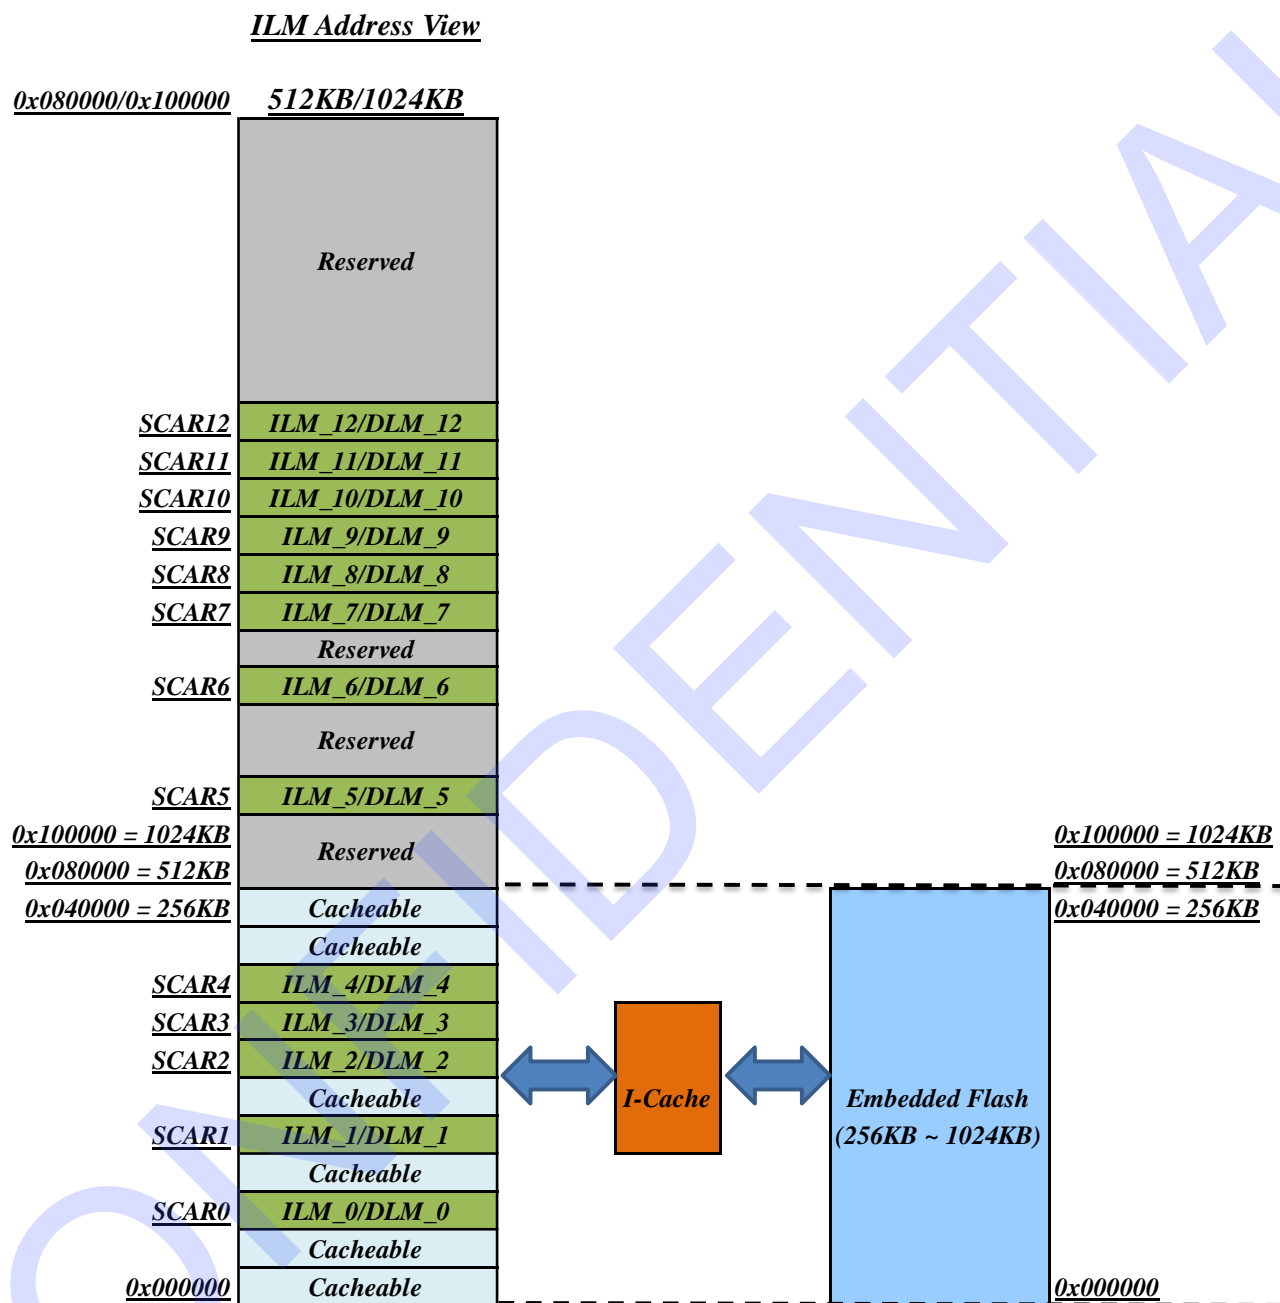 ILM Address View
0x080000/0x100000 512KB/1024KB
Reserved
SCAR12 ILM_12/DLM_12
SCAR11 ILM_11/DLM_11
SCAR10 ILM_10/DLM_10
SCAR9 ILM_9/DLM_9
SCAR8 ILM_8/DLM_8
SCAR7 ILM_7/DLM_7
Reserved
SCAR6 ILM_6/DLM_6
Reserved
SCAR5 ILM_5/DLM_5
0x100000 = 1024KB 0x100000 = 1024KB
Reserved
0x080000 = 512KB 0x080000 = 512KB
0x040000 = 256KB Cacheable 0x040000 = 256KB
Cacheable
SCAR4 ILM_4/DLM_4
SCAR3 ILM_3/DLM_3
SCAR2 ILM_2/DLM_2
Cacheable I-Cache Embedded Flash
SCAR1 ILM_1/DLM_1 (256KB ~ 1024KB)
Cacheable
SCAR0 ILM_0/DLM_0
Cacheable
0x000000 Cacheable 0x000000
ONFIDENTIAL